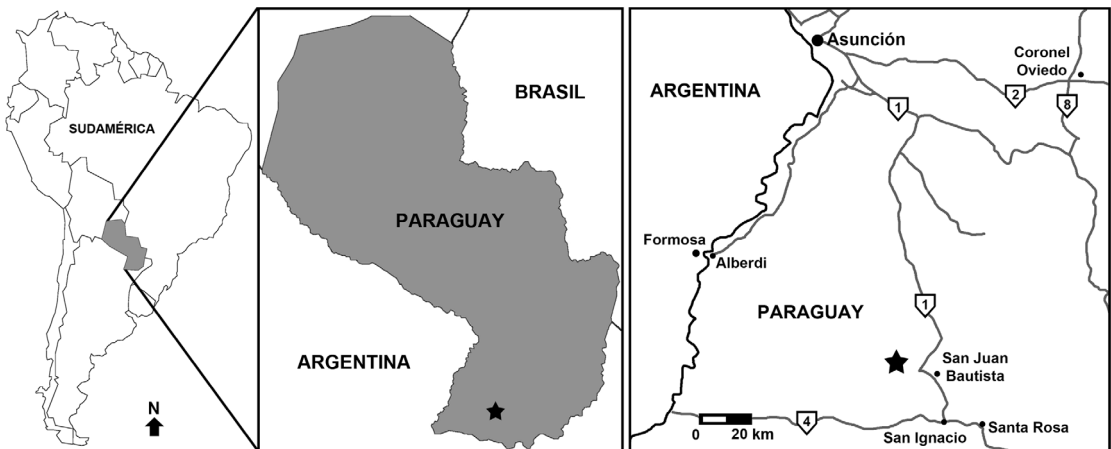 SUDAMÉRICA
N
BRASIL
PARAGUAY
ARGENTINA
Asunción
Coronel
Oviedo
ARGENTINA
2
1
8
Formosa
Alberdi
1
PARAGUAY
San Juan
Bautista
4
0 20 km
San Ignacio
Santa Rosa